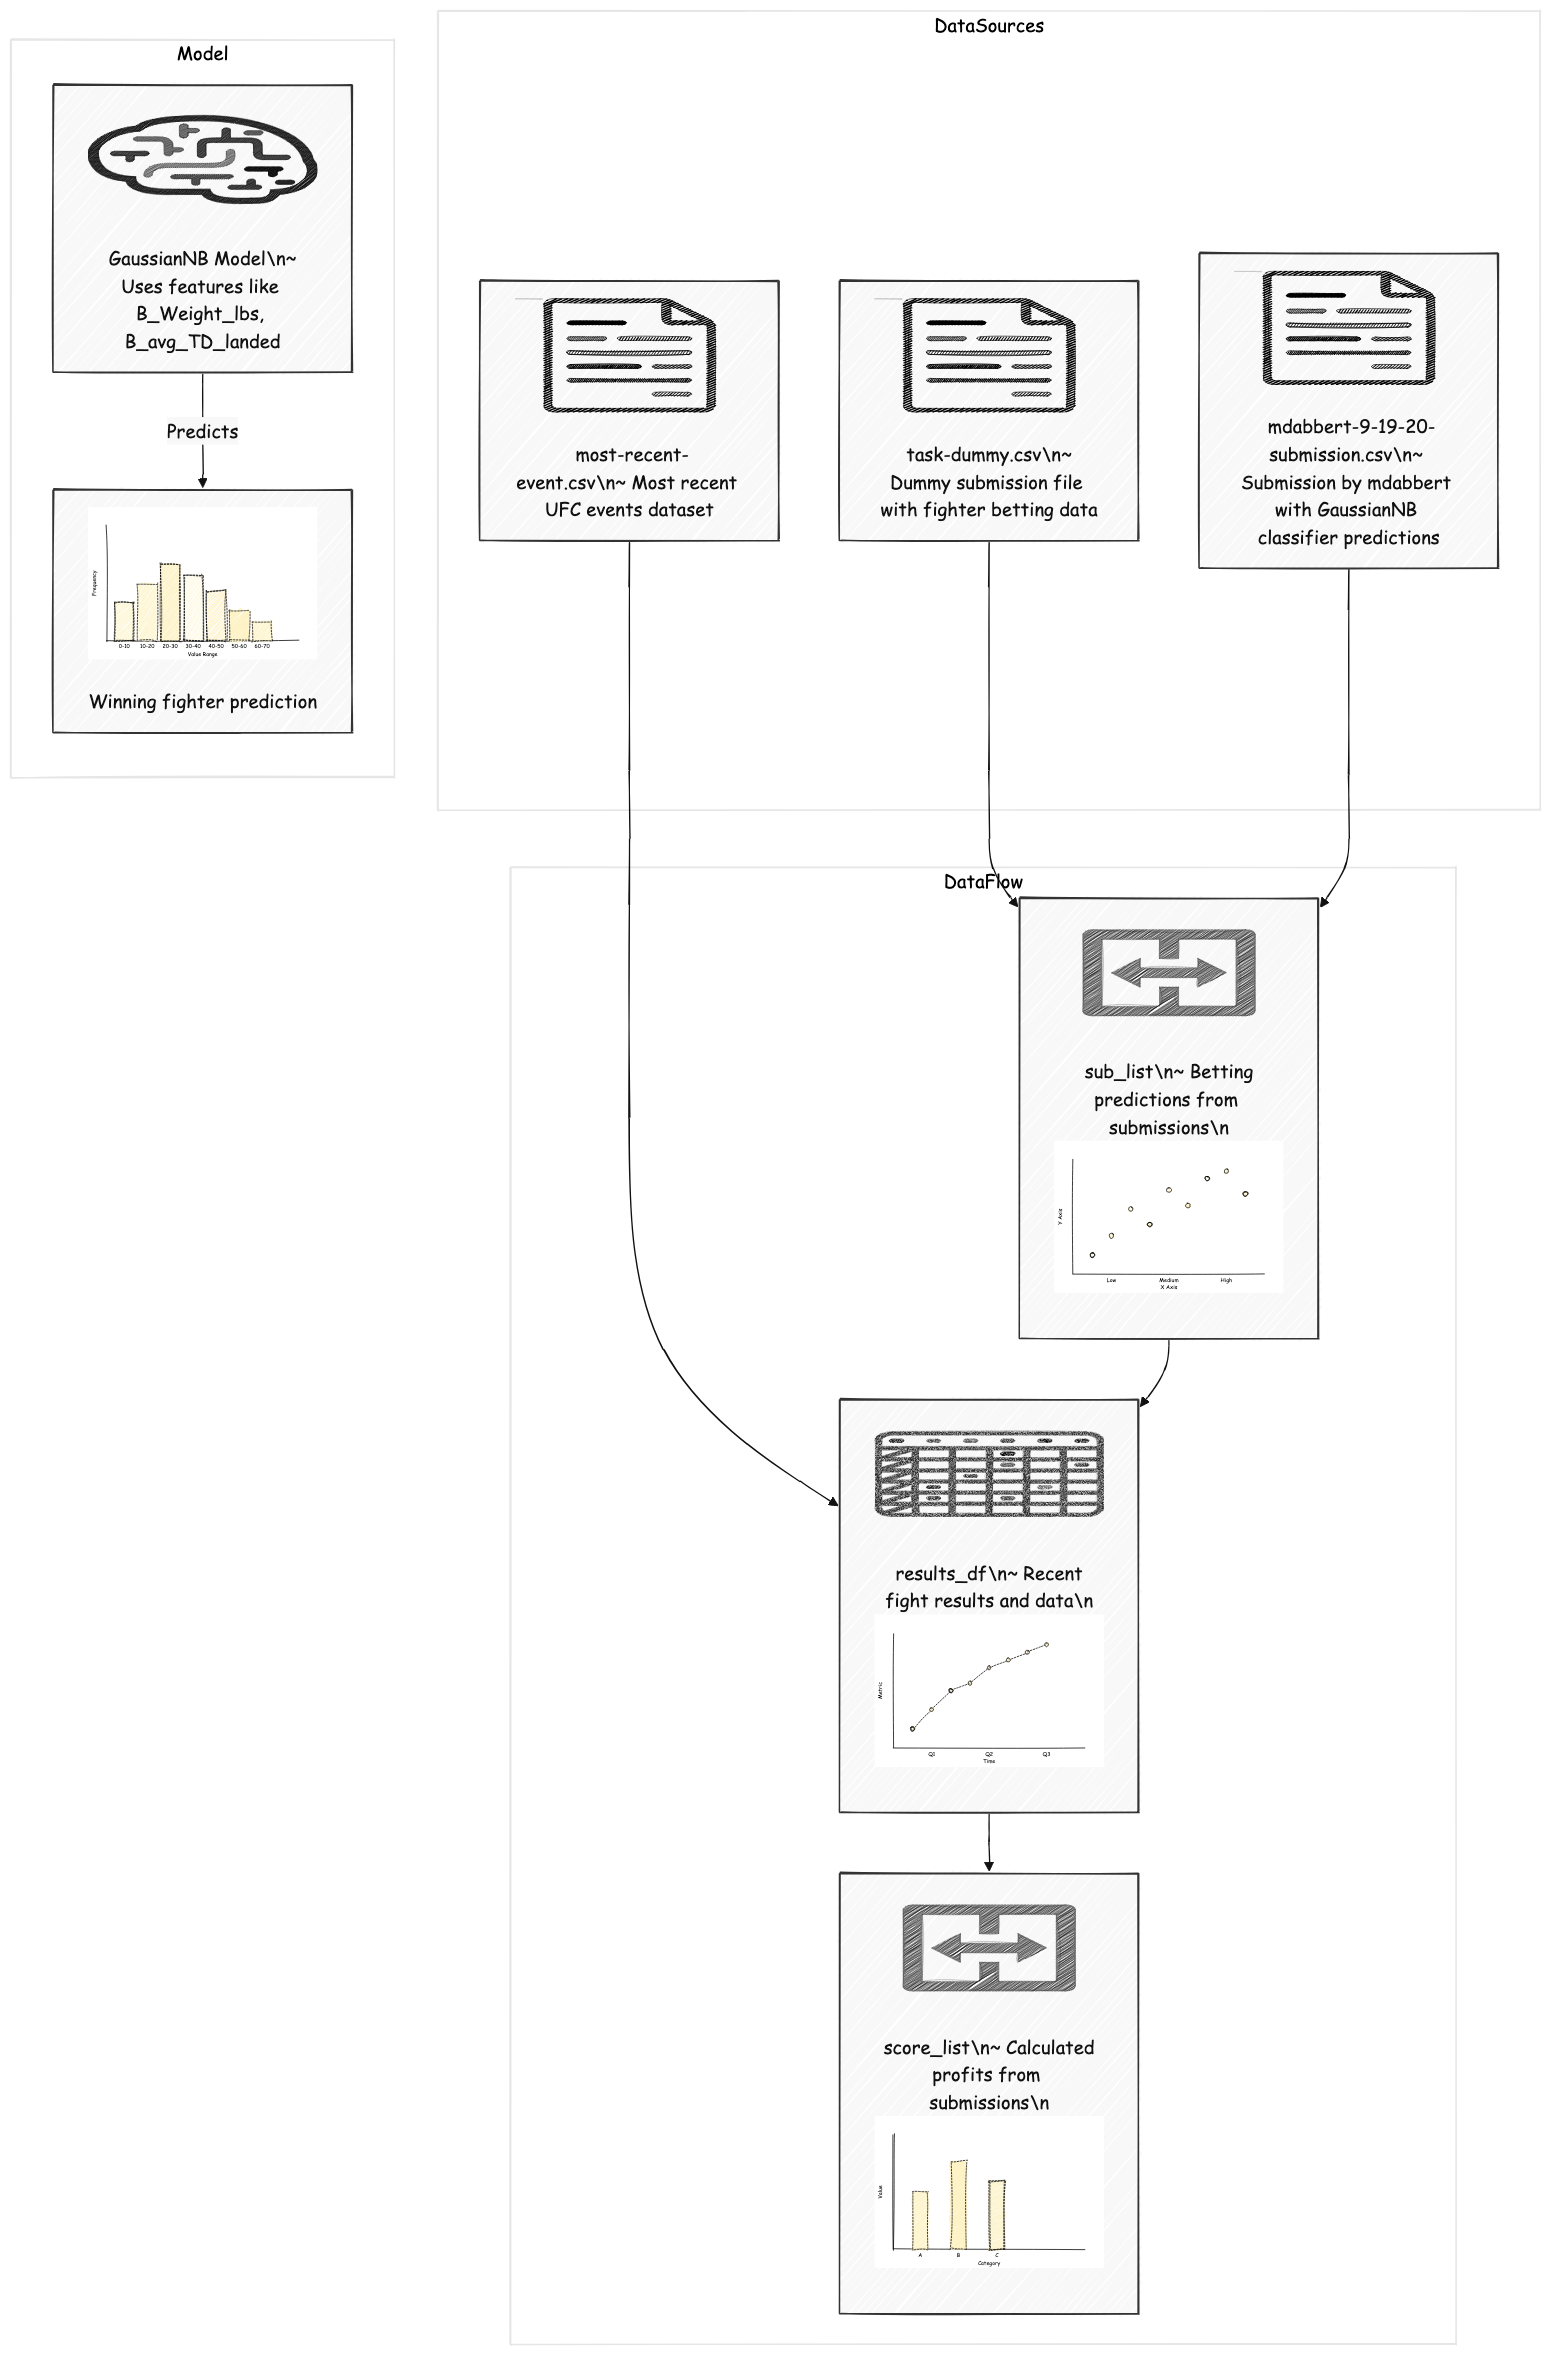 Model
GaussianNB Model\n~
Uses features like
B_Weight_lbs,
B_avg_TD_landed
Predicts
Frequency
0-10 10-20 20-30 30-40 40-50 50-60 60-70
Value Range
Winning fighter prediction
DataSources
most-recent-
event.csv\n~ Most recent
UFC events dataset
task-dummy.csv\n~
Dummy submission file
with fighter betting data
mdabbert-9-19-20-
submission.csv\n~
Submission by mdabbert
with GaussianNB
classifier predictions
DataFlow
sub_list\n~ Betting
predictions from
submissions\n
Y Axis
Low Medium High
X Axis
results_df\n~ Recent
fight results and data\n
Metric
Q1 Q2 Q3
Time
score_list\n~ Calculated
profits from
submissions\n
Value
A B C
Category